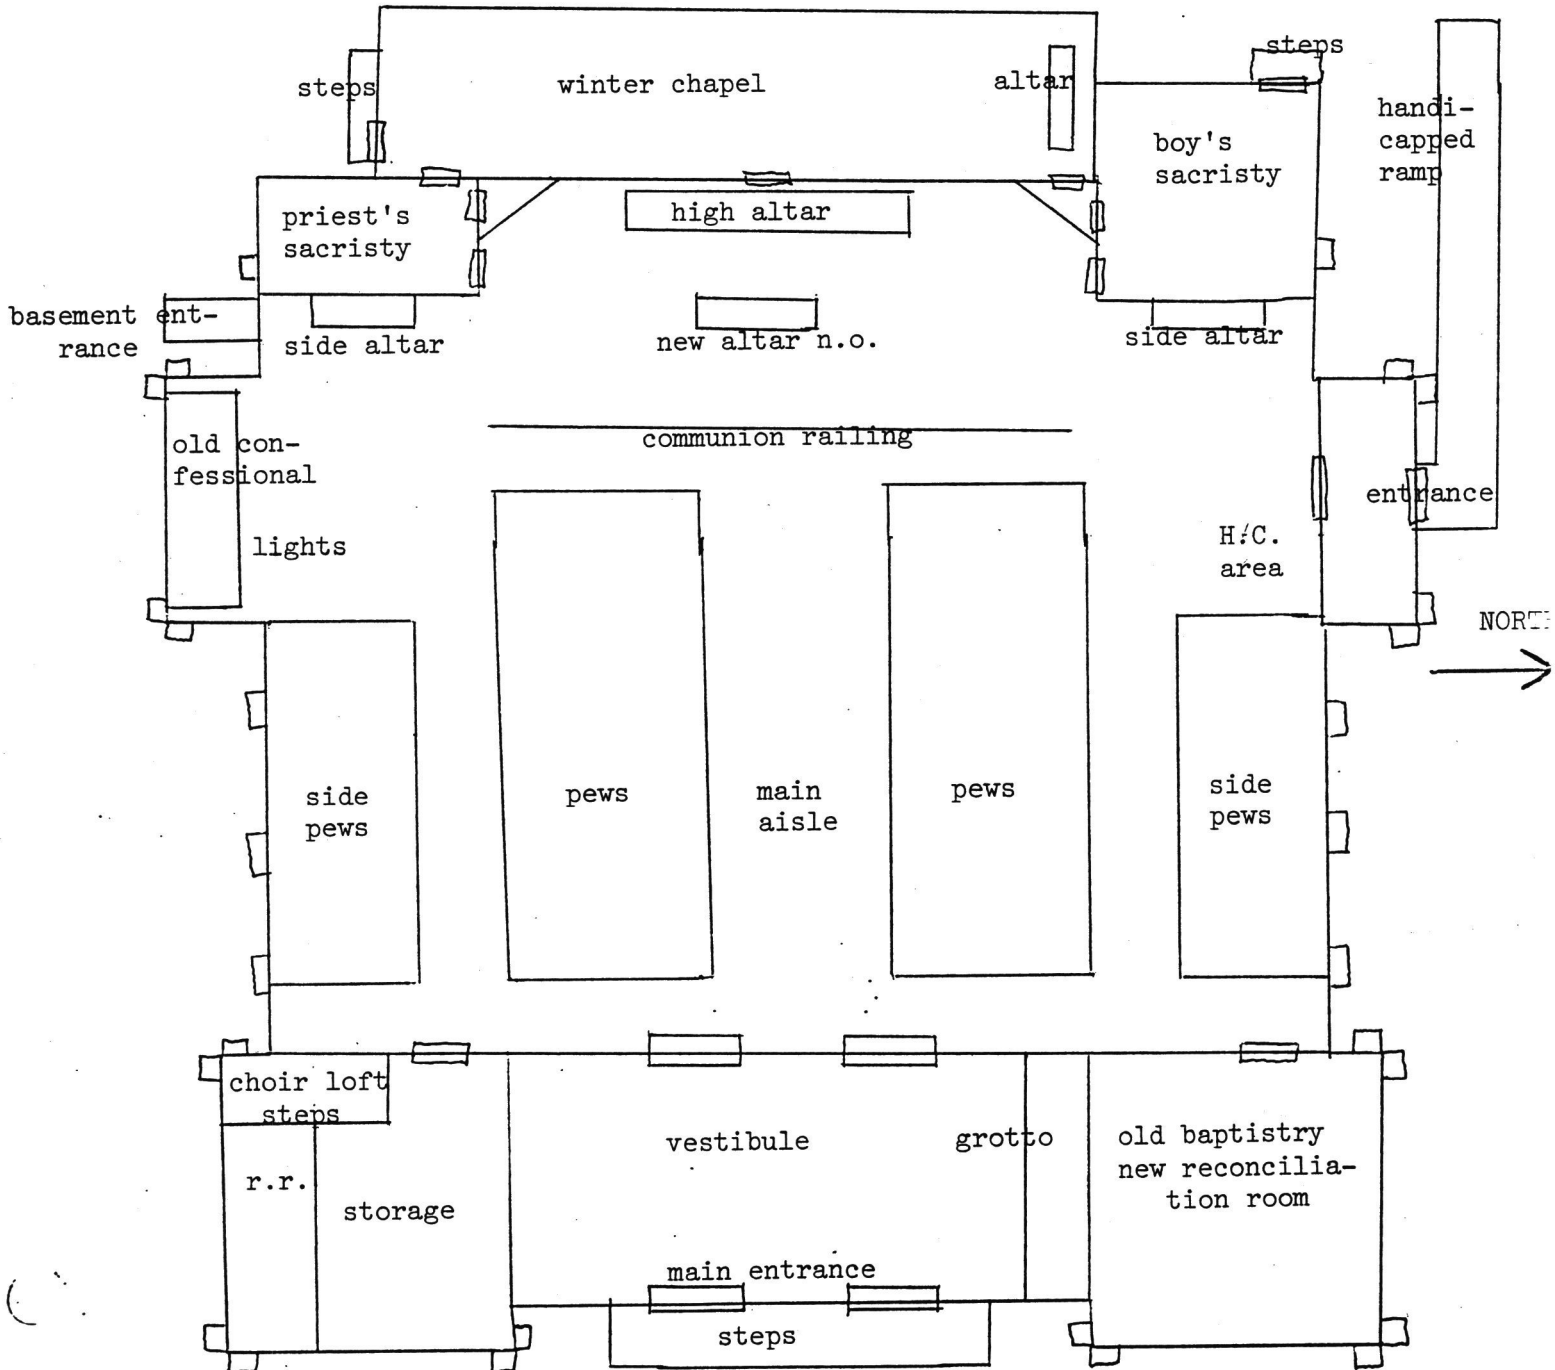 steps
steps
winter chapel
altar
handi-
capped
ramp
boy's
sacristy
priest's
sacristy
high altar
basement ent-
rance
side altar
new altar n.o.
side altar
old con-
fessional
communion railing
entrance
lights
H.C.
area
side
pews
pews
main
aisle
pews
side
pews
choir loft
steps
vestibule
grotto
old baptistry
new reconcilia-
tion room
r.r.
storage
main entrance
steps